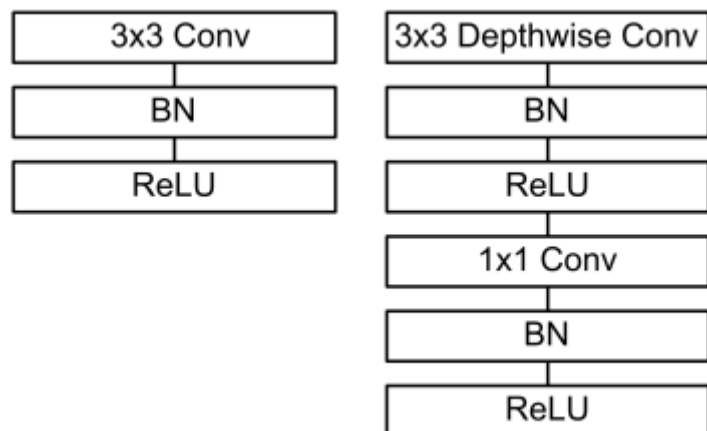 3x3 Conv
BN
ReLU
3x3 Depthwise Conv
BN
ReLU
1x1 Conv
BN
ReLU